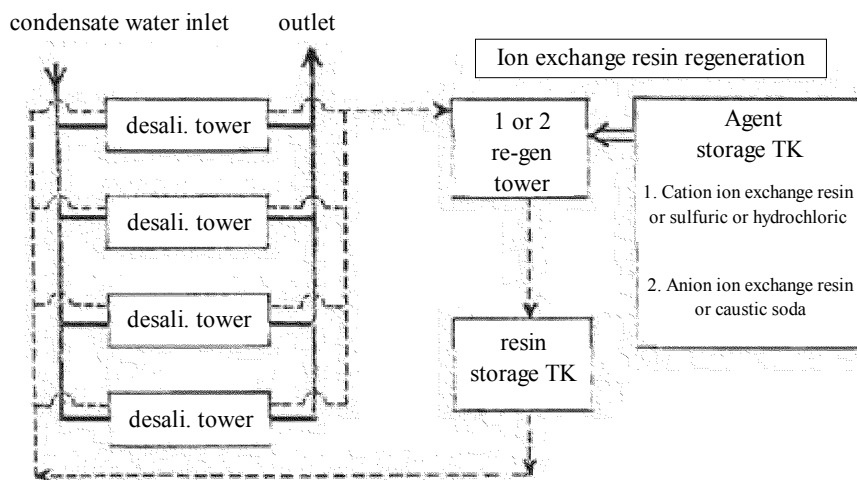 condensate water inlet
outlet
Ion exchange resin regeneration
desali. tower
desali. tower
desali. tower
desali. tower
1 or 2
re-gen
tower
resin
storage TK
Agent
storage TK
1. Cation ion exchange resin
or sulfuric or hydrochloric
2. Anion ion exchange resin
or caustic soda